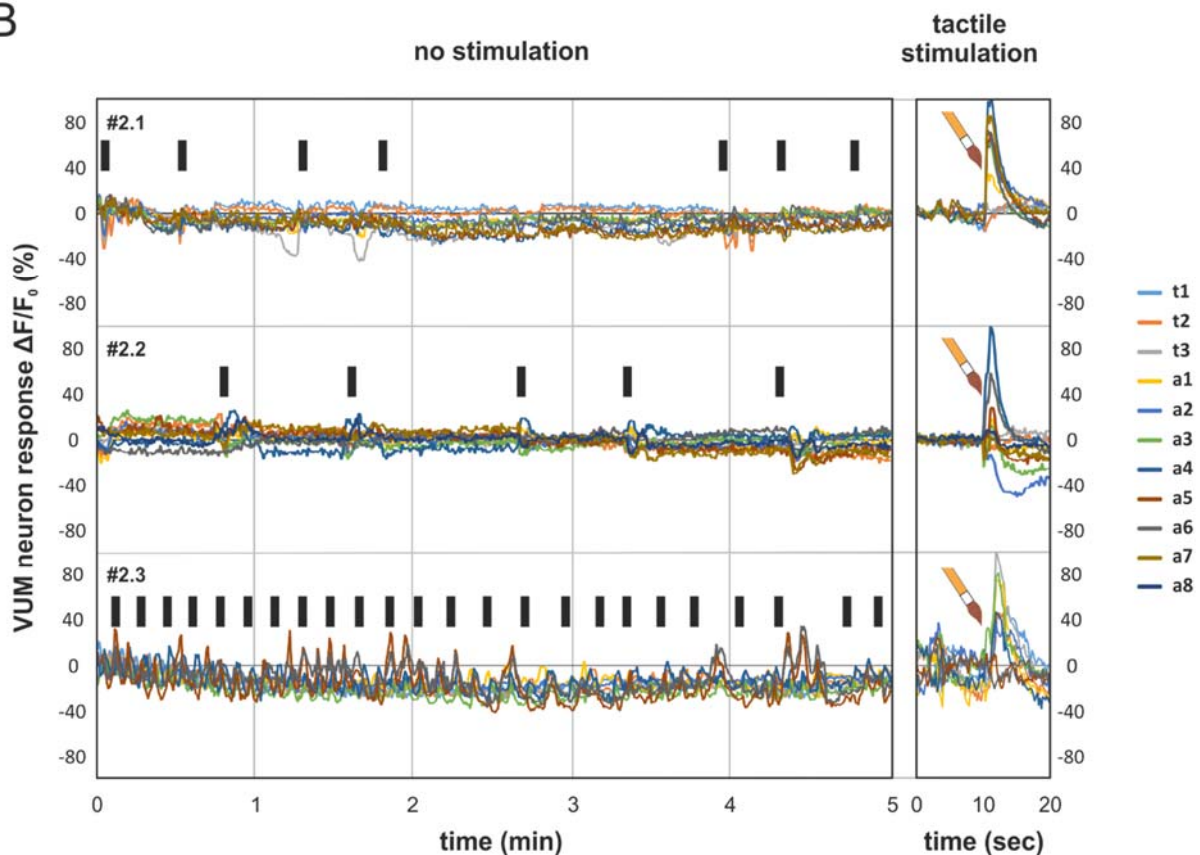 B
no stimulation
tactile
stimulation
VUM neuron response ΔF/F₀ (%)
#2.1
80
40
0
-40
-80
80
40
0
-40
-80
#2.2
80
40
0
-40
-80
80
40
0
-40
-80
#2.3
80
40
0
-40
-80
80
40
0
-40
-80
0 1 2 3 4 5
0 10 20
time (min)
time (sec)
t1
t2
t3
a1
a2
a3
a4
a5
a6
a7
a8